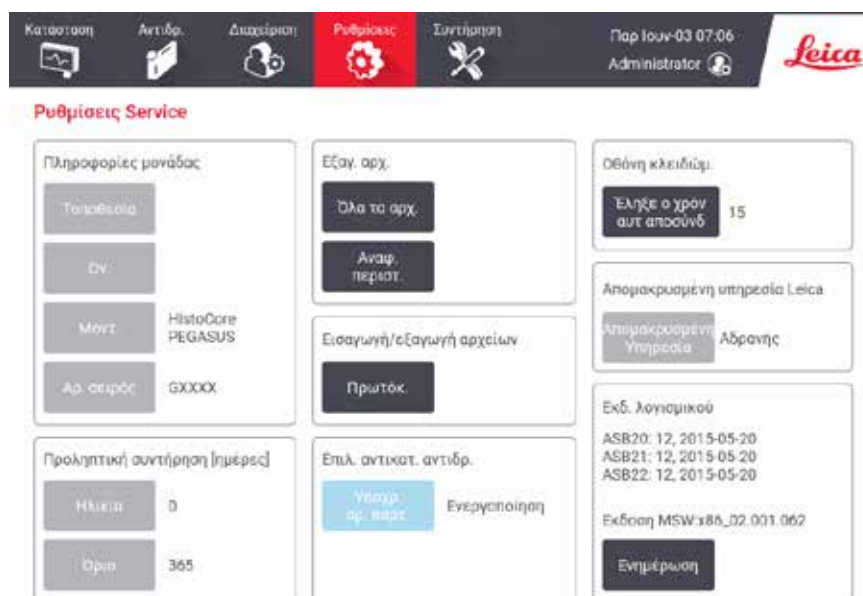 Κατάσταση
Αντιδρ.
Διαχείριση
Ρυθμίσεις
Συντήρηση
Παρ Ιουν-03 07:06
Administrator
Leica
Ρυθμίσεις Service
Πληροφορίες μονάδας
Τοποθεσία
Ον.
Μοντ.
HistoCore
PEGASUS
Αρ. σειράς
GXXXX
Προληπτική συντήρηση [ημέρες]
Ηλικία
0
Όριο
365
Εξαγ. αρχ.
Όλα τα αρχ.
Αναφ.
περιστ.
Εισαγωγή/εξαγωγή αρχείων
Πρωτόκ.
Επιλ. αντικατ. αντιδρ.
Υποχρ.
αρ. παρτ.
Ενεργοποίηση
Οθόνη κλειδώμ.
Έληξε ο χρόν
αυτ αποσύνδ
15
Απομακρυσμένη υπηρεσία Leica
Απομακρυσμένη
Υπηρεσία
Αδρανής
Εκδ. λογισμικού
ASB20: 12, 2015-05-20
ASB21: 12, 2015-05-20
ASB22: 12, 2015-05-20
Έκδοση MSW:x86_02.001.062
Ενημέρωση